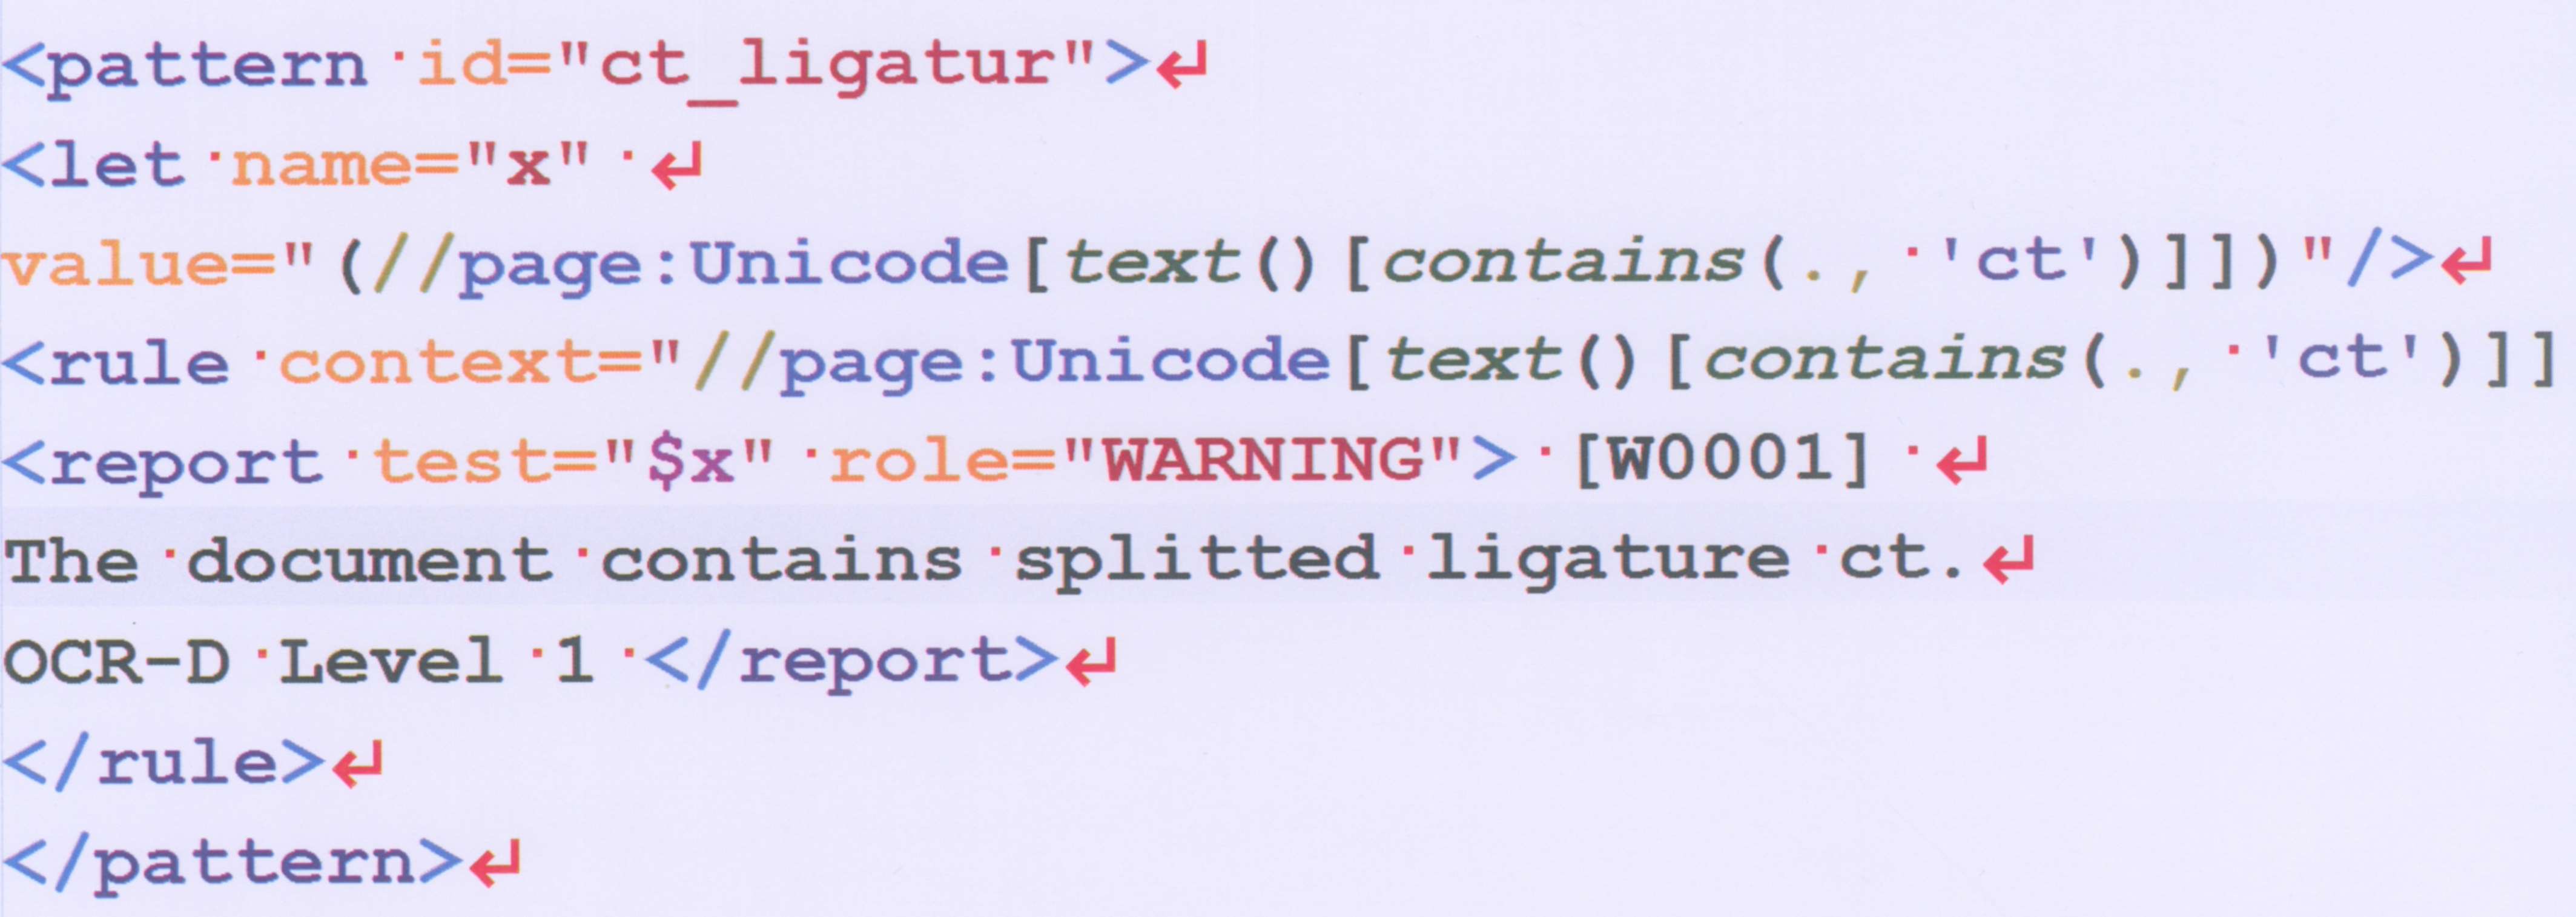 <pattern id="ct_ligatur">↵
<let name="x" ↵
value="(//page:Unicode[text()[contains(., 'ct')]])"/>↵
<rule context="//page:Unicode[text()[contains(., 'ct')]]
<report test="$x" role="WARNING"> [W0001] ↵
The document contains splitted ligature ct.↵
OCR-D Level 1 </report>↵
</rule>↵
</pattern>↵